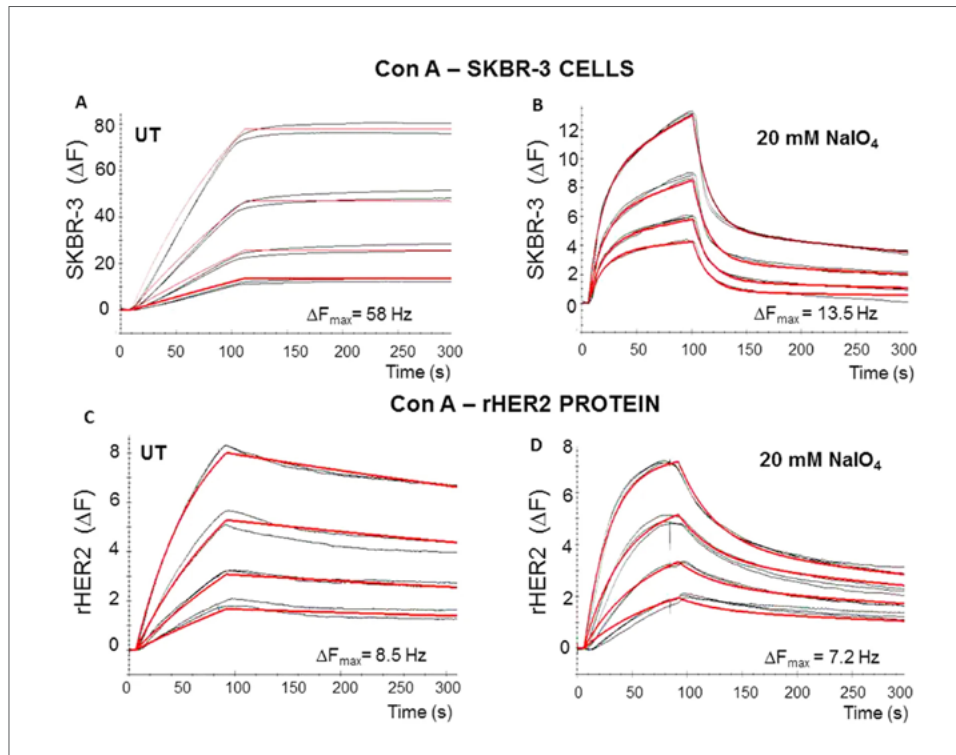 Con A – SKBR-3 CELLS
A
UT
SKBR-3 (ΔF)
80
60
40
20
0
0 50 100 150 200 250 300
Time (s)
ΔFmax= 58 Hz
B
20 mM NaIO4
SKBR-3 (ΔF)
12
10
8
6
4
2
0
0 50 100 150 200 250 300
Time (s)
ΔFmax= 13.5 Hz
Con A – rHER2 PROTEIN
C
UT
rHER2 (ΔF)
8
6
4
2
0
0 50 100 150 200 250 300
Time (s)
ΔFmax= 8.5 Hz
D
20 mM NaIO4
rHER2 (ΔF)
8
6
4
2
0
0 50 100 150 200 250 300
Time (s)
ΔFmax = 7.2 Hz